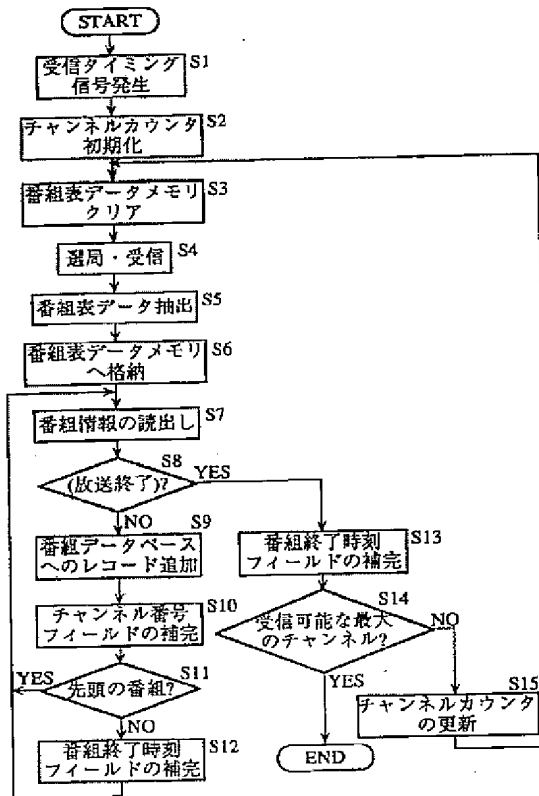 START
受信タイミング
信号発生
S1
チャンネルカウンタ
初期化
S2
番組表データメモリ
クリア
S3
選局・受信
S4
番組表データ抽出
S5
番組表データメモリ
へ格納
S6
番組情報の読出し
S7
(放送終了)?
S8
YES
NO
番組データベース
へのレコード追加
S9
チャンネル番号
フィールドの補完
S10
先頭の番組?
S11
YES
NO
番組終了時刻
フィールドの補完
S12
番組終了時刻
フィールドの補完
S13
受信可能な最大
のチャンネル?
S14
NO
YES
チャンネルカウンタ
の更新
S15
END